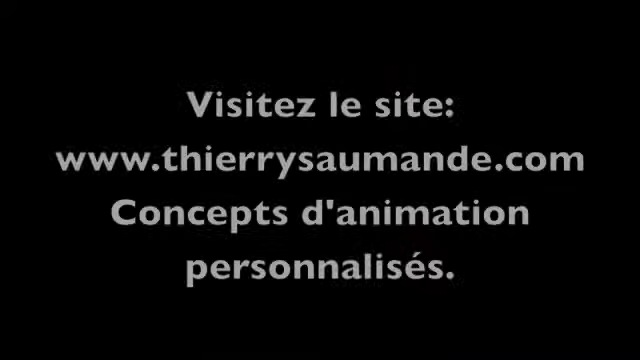 Visitez le site:
www.thierrysaumande.com
Concepts d'animation
personnalisés.